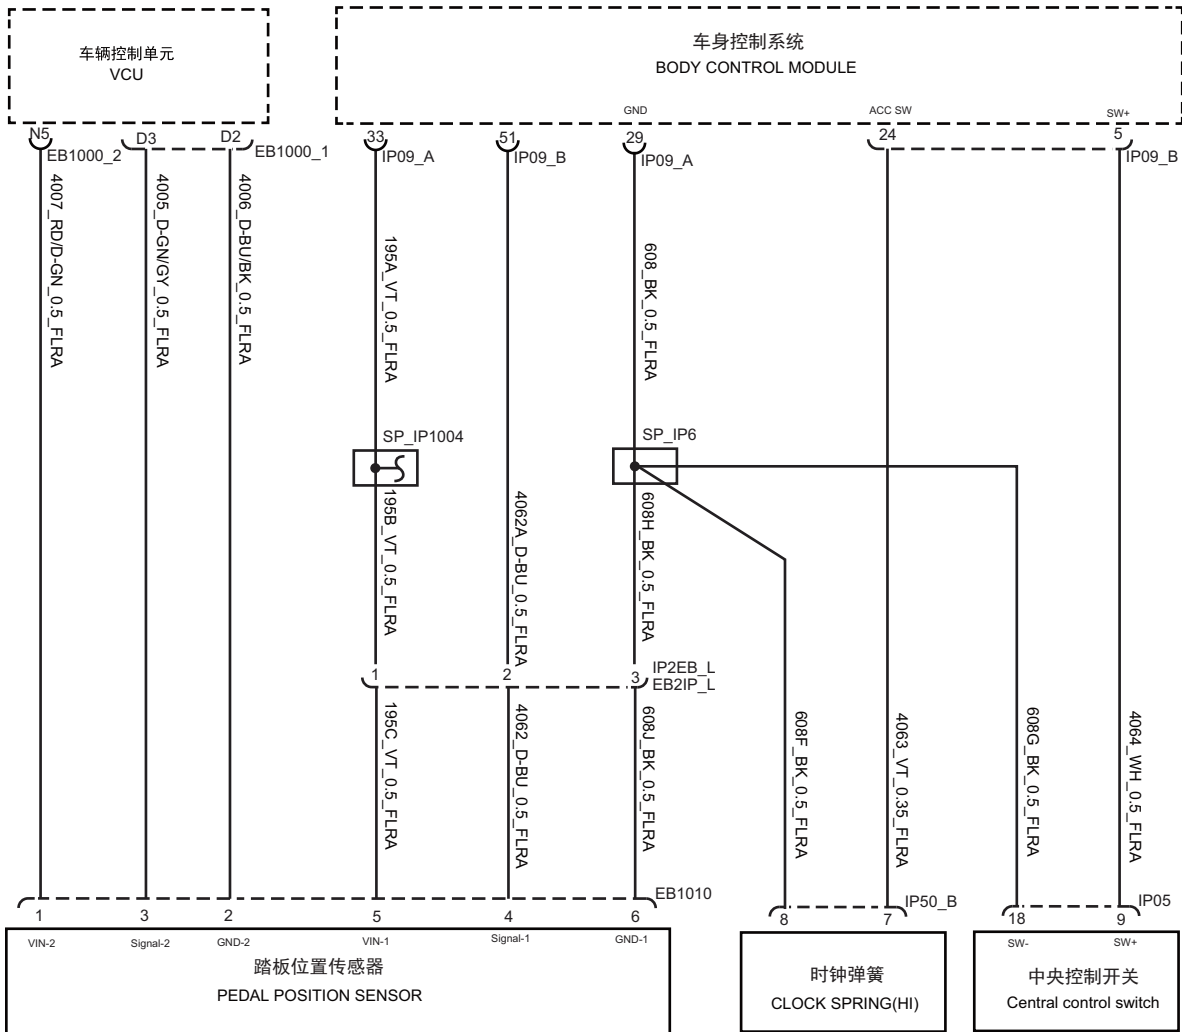 车辆控制单元
VCU
车身控制系统
BODY CONTROL MODULE
GND
ACC SW
SW+
N5
D3
D2
33
51
29
24
5
EB1000_2
EB1000_1
IP09_A
IP09_B
IP09_A
IP09_B
4007_RD/D-GN_0.5_FLRA
4005_D-GN/GY_0.5_FLRA
4006_D-BU/BK_0.5_FLRA
195A_VT_0.5_FLRA
608_BK_0.5_FLRA
SP_IP1004
SP_IP6
195B_VT_0.5_FLRA
4062A_D-BU_0.5_FLRA
608H_BK_0.5_FLRA
1
2
3
IP2EB_L
EB2IP_L
195C_VT_0.5_FLRA
4062_D-BU_0.5_FLRA
608J_BK_0.5_FLRA
608F_BK_0.5_FLRA
4063_VT_0.35_FLRA
608G_BK_0.5_FLRA
4064_WH_0.5_FLRA
EB1010
IP50_B
IP05
1
3
2
5
4
6
8
7
18
9
VIN-2
Signal-2
GND-2
VIN-1
Signal-1
GND-1
SW-
SW+
踏板位置传感器
PEDAL POSITION SENSOR
时钟弹簧
CLOCK SPRING(HI)
中央控制开关
Central control switch